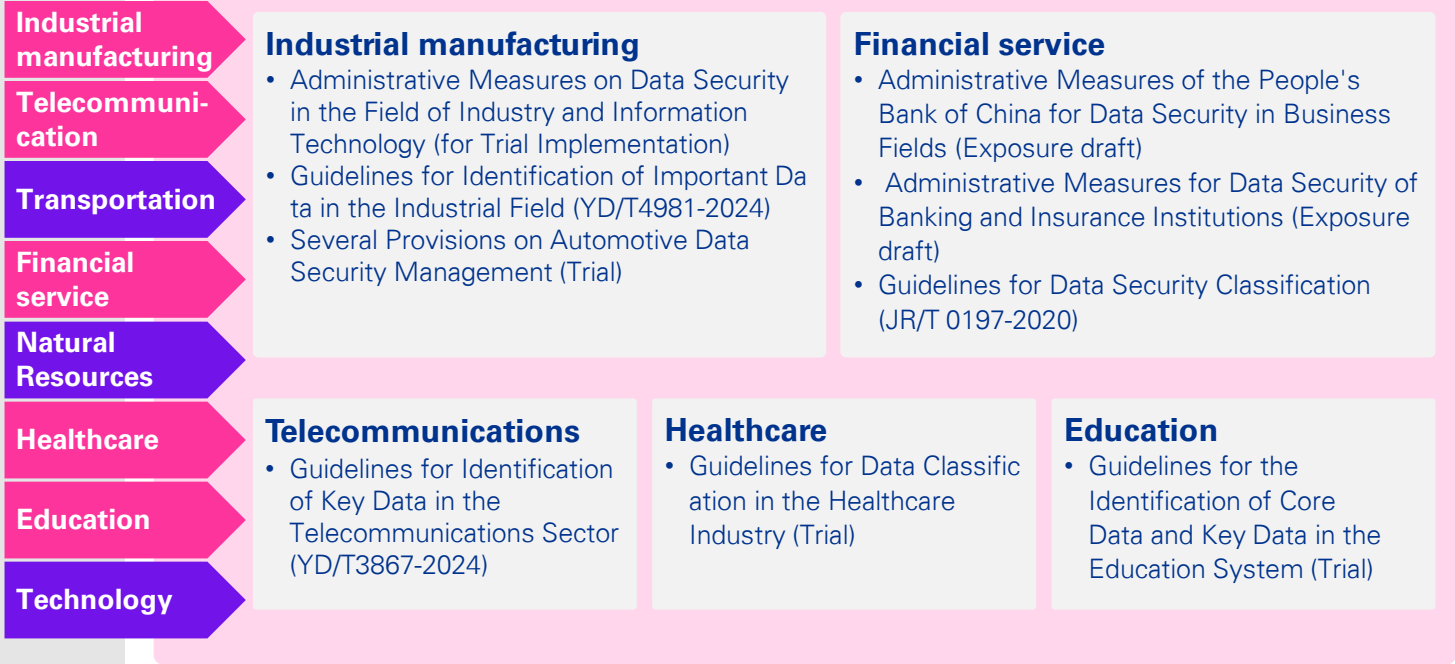 Industrial
manufacturing
Telecommuni-
cation
Transportation
Financial
service
Natural
Resources
Healthcare
Education
Technology
Industrial manufacturing
• Administrative Measures on Data Security
in the Field of Industry and Information
Technology (for Trial Implementation)
• Guidelines for Identification of Important Da
ta in the Industrial Field (YD/T4981-2024)
• Several Provisions on Automotive Data
Security Management (Trial)
Financial service
• Administrative Measures of the People's
Bank of China for Data Security in Business
Fields (Exposure draft)
• Administrative Measures for Data Security of
Banking and Insurance Institutions (Exposure
draft)
• Guidelines for Data Security Classification
(JR/T 0197-2020)
Telecommunications
• Guidelines for Identification
of Key Data in the
Telecommunications Sector
(YD/T3867-2024)
Healthcare
• Guidelines for Data Classific
ation in the Healthcare
Industry (Trial)
Education
• Guidelines for the
Identification of Core
Data and Key Data in the
Education System (Trial)